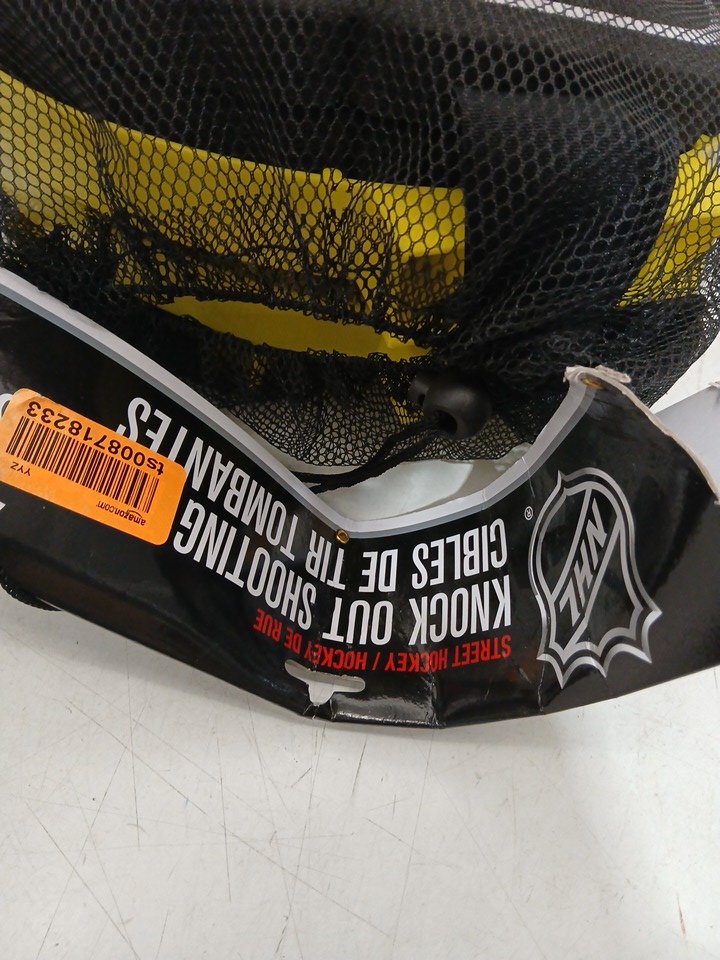 NHL
®
STREET HOCKEY / HOCKEY DE RUE
KNOCK OUT SHOOTING
CIBLES DE TIR TOMBANTES
amazon.com
YYZ
ts008718233